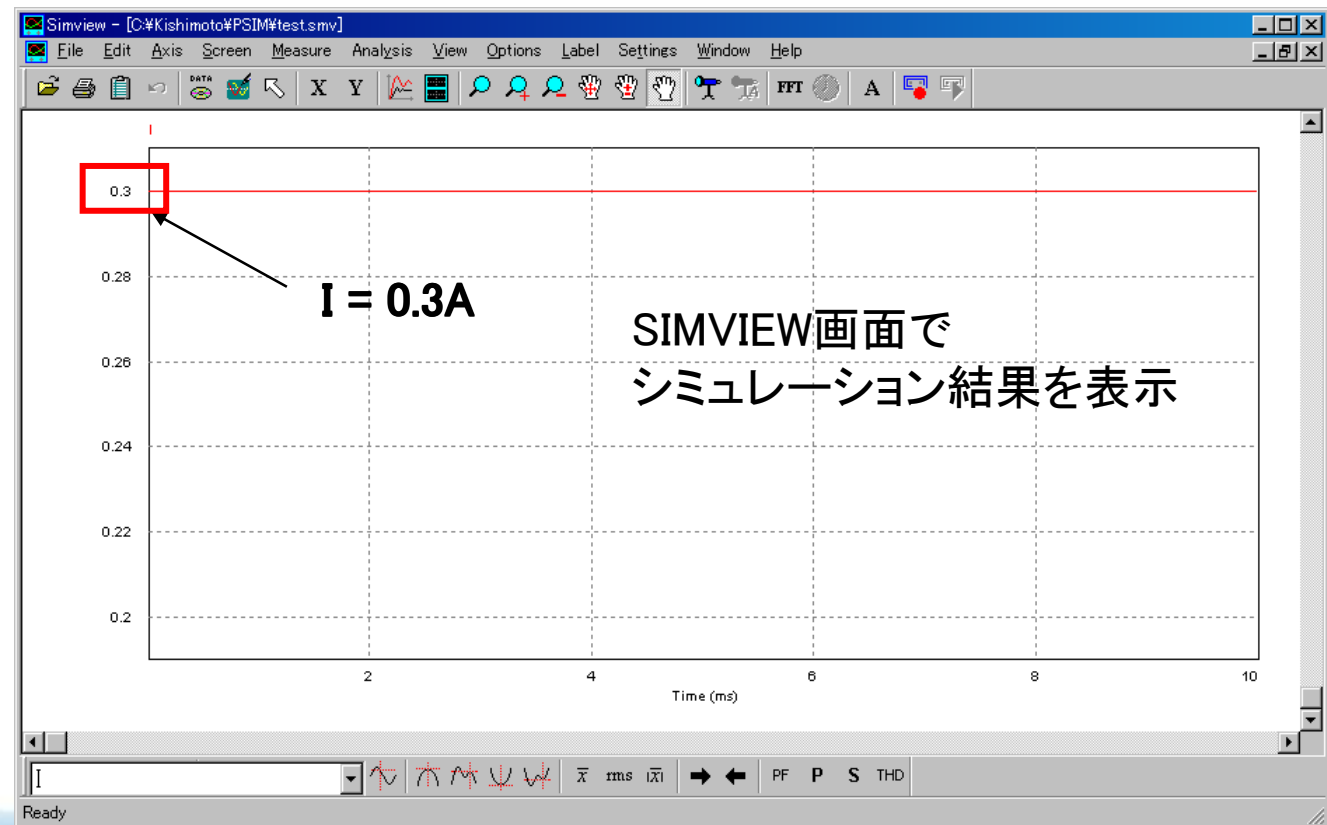 Simview - [C:¥Kishimoto¥PSIM¥test.smv]
File Edit Axis Screen Measure Analysis View Options Label Settings Window Help
DATA X Y FFT A
I
0.3
0.28
I = 0.3A
SIMVIEW画面で
0.26
シミュレーション結果を表示
0.24
0.22
0.2
2 4 6 8 10
Time (ms)
I x rms |x| PF P S THD
Ready